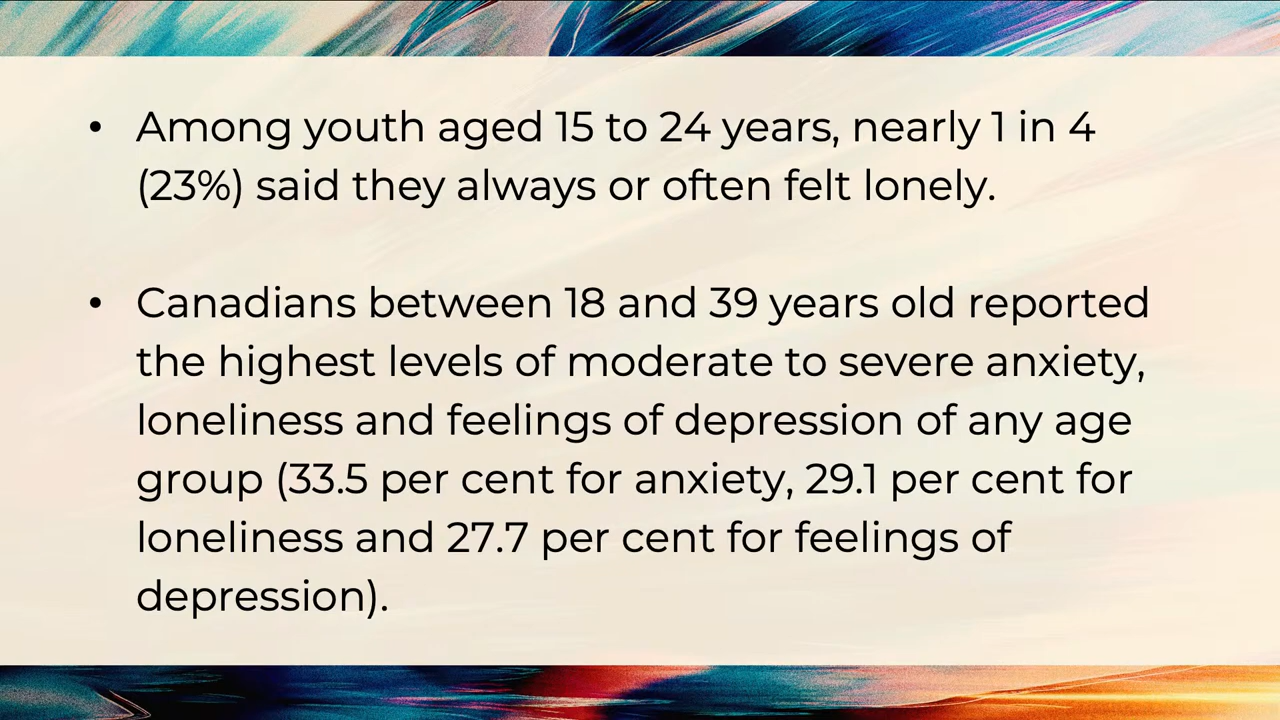 • Among youth aged 15 to 24 years, nearly 1 in 4
(23%) said they always or often felt lonely.
• Canadians between 18 and 39 years old reported
the highest levels of moderate to severe anxiety,
loneliness and feelings of depression of any age
group (33.5 per cent for anxiety, 29.1 per cent for
loneliness and 27.7 per cent for feelings of
depression).